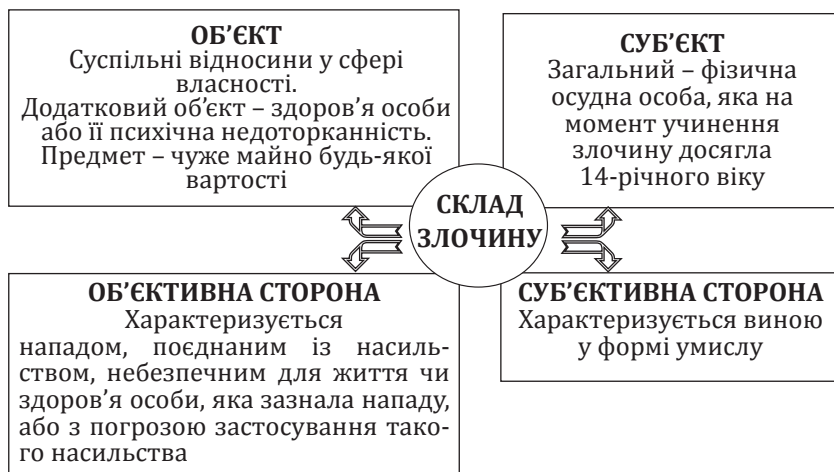 ОБ’ЄКТ
Суспільні відносини у сфері
власності.
Додатковий об’єкт – здоров’я особи
або її психічна недоторканність.
Предмет – чуже майно будь-якої
вартості
СУБ’ЄКТ
Загальний – фізична
осудна особа, яка на
момент учинення
злочину досягла
14-річного віку
СКЛАД
ЗЛОЧИНУ
ОБ’ЄКТИВНА СТОРОНА
Характеризується
нападом, поєднаним із насиль-
ством, небезпечним для життя чи
здоров’я особи, яка зазнала нападу,
або з погрозою застосування тако-
го насильства
СУБ’ЄКТИВНА СТОРОНА
Характеризується виною
у формі умислу